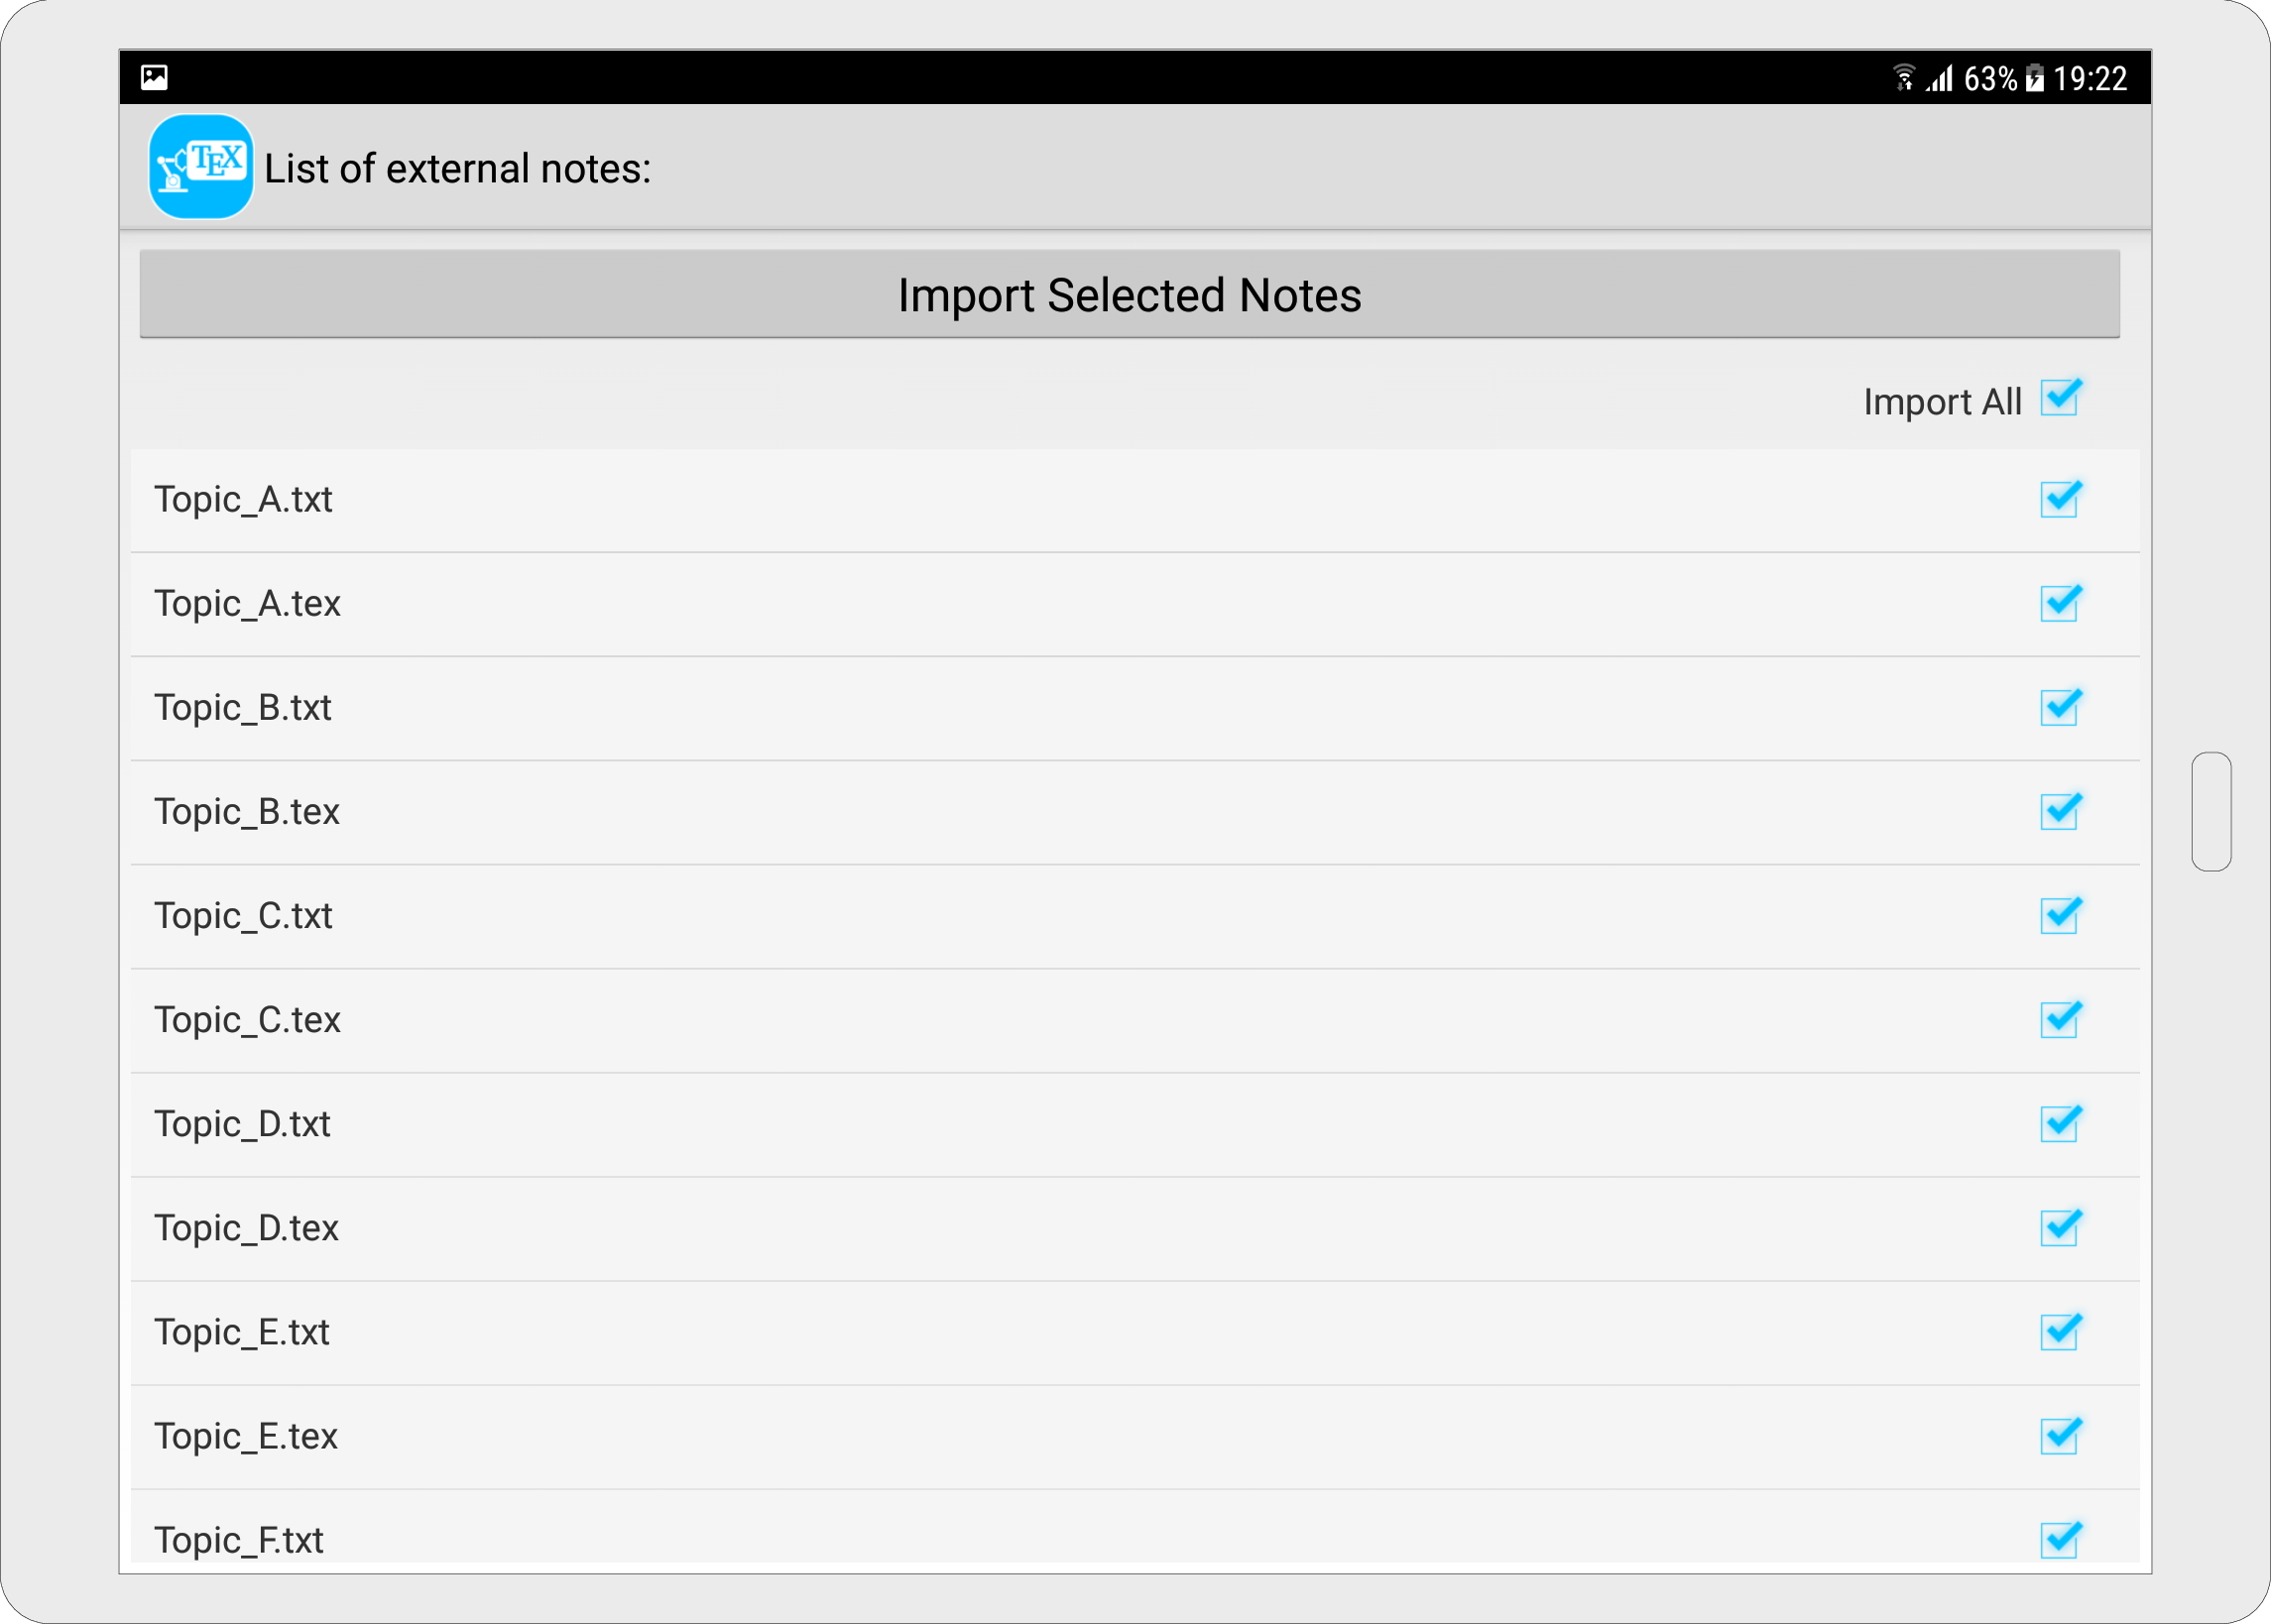 63% 19:22
TEX
List of external notes:
Import Selected Notes
Import All
Topic_A.txt
Topic_A.tex
Topic_B.txt
Topic_B.tex
Topic_C.txt
Topic_C.tex
Topic_D.txt
Topic_D.tex
Topic_E.txt
Topic_E.tex
Topic_F.txt